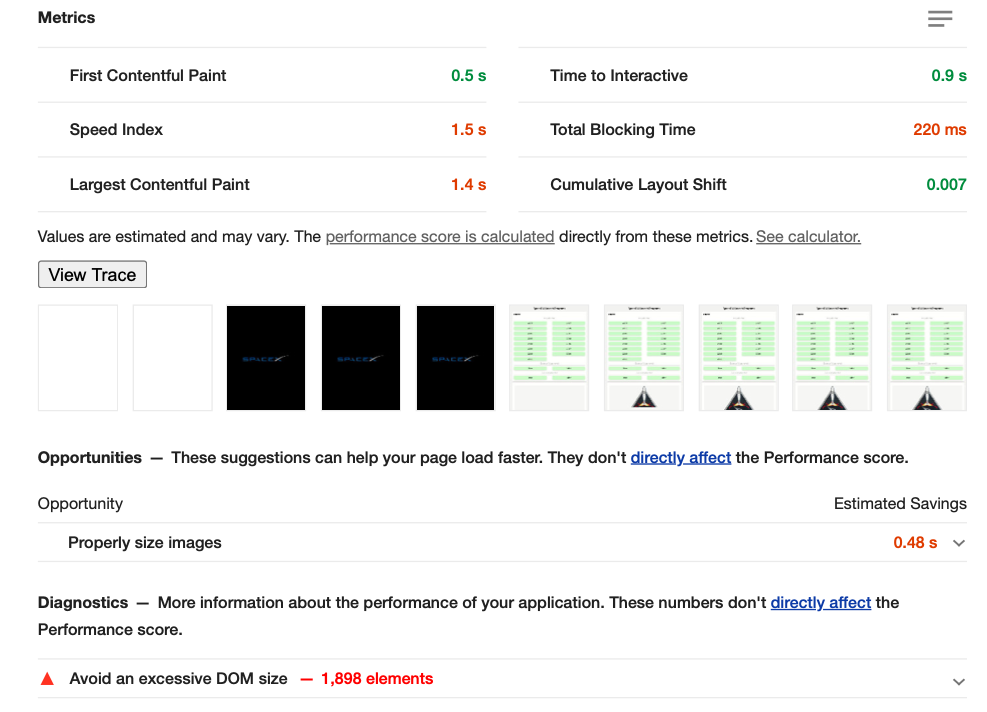 Metrics
First Contentful Paint 0.5 s
Time to Interactive 0.9 s
Speed Index 1.5 s
Total Blocking Time 220 ms
Largest Contentful Paint 1.4 s
Cumulative Layout Shift 0.007
Values are estimated and may vary. The performance score is calculated directly from these metrics. See calculator.
View Trace
SPACEX SPACEX SPACEX
Opportunities — These suggestions can help your page load faster. They don't directly affect the Performance score.
Opportunity Estimated Savings
Properly size images 0.48 s
Diagnostics — More information about the performance of your application. These numbers don't directly affect the
Performance score.
Avoid an excessive DOM size — 1,898 elements